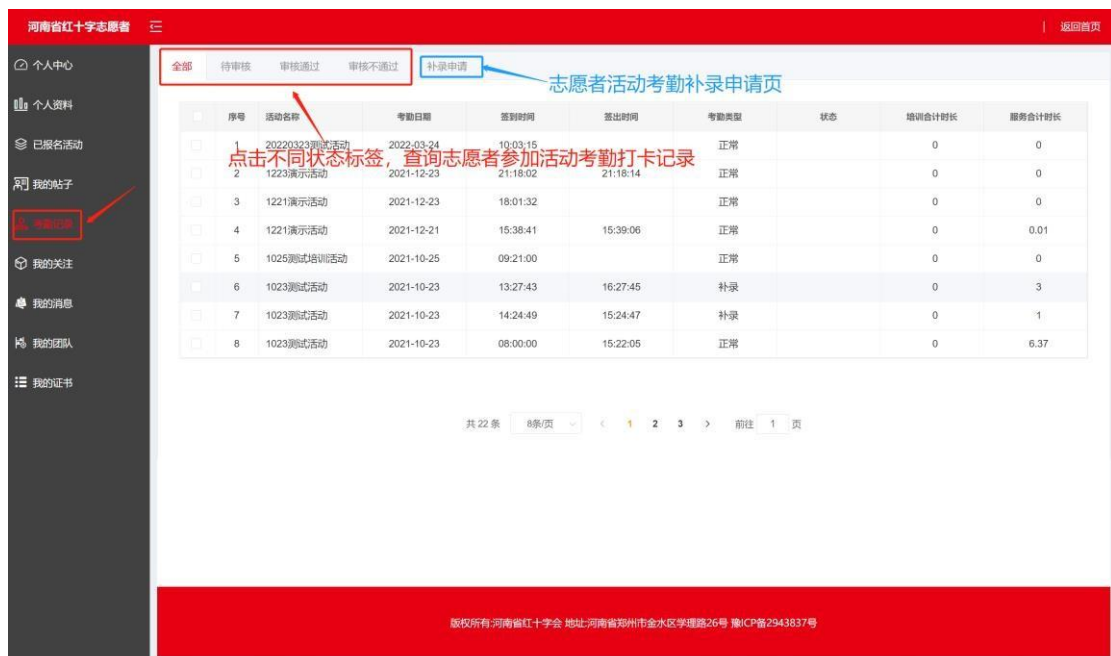 河南省红十字志愿者 返回首页
个人中心
个人资料
已报名活动
我的帖子
考勤记录
我的关注
我的消息
我的团队
我的证书
全部 待审核 审核通过 审核不通过 补录申请
志愿者活动考勤补录申请页
序号 活动名称 考勤日期 签到时间 签出时间 考勤类型 状态 培训合计时长 服务合计时长
1 20220323测试活动 2022-03-24 10:03:15 正常 0 0
点击不同状态标签，查询志愿者参加活动考勤打卡记录
2 1223演示活动 2021-12-23 21:18:02 21:18:14 正常 0 0
3 1221演示活动 2021-12-23 18:01:32 正常 0 0
4 1221演示活动 2021-12-21 15:38:41 15:39:06 正常 0 0.01
5 1025测试培训活动 2021-10-25 09:21:00 正常 0 0
6 1023测试活动 2021-10-23 13:27:43 16:27:45 补录 0 3
7 1023测试活动 2021-10-23 14:24:49 15:24:47 补录 0 1
8 1023测试活动 2021-10-23 08:00:00 15:22:05 正常 0 6.37
共 22 条 8条/页 < 1 2 3 > 前往 1 页
版权所有:河南省红十字会 地址:河南省郑州市金水区学理路26号 豫ICP备2943837号